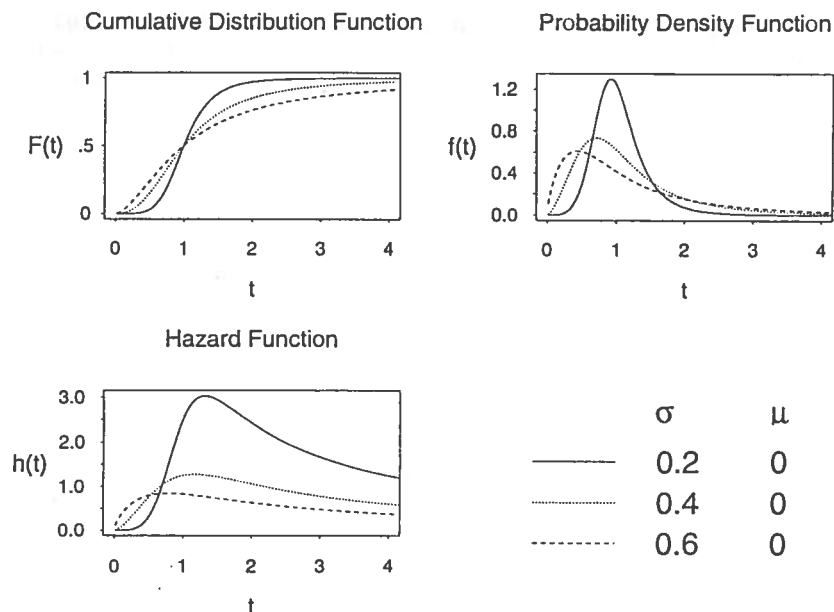 Cumulative Distribution Function
F(t)
1
.5
0
0 1 2 3 4
t
Probability Density Function
f(t)
1.2
0.8
0.4
0.0
0 1 2 3 4
t
Hazard Function
h(t)
3.0
2.0
1.0
0.0
0 1 2 3 4
t
σ μ
0.2 0
0.4 0
0.6 0